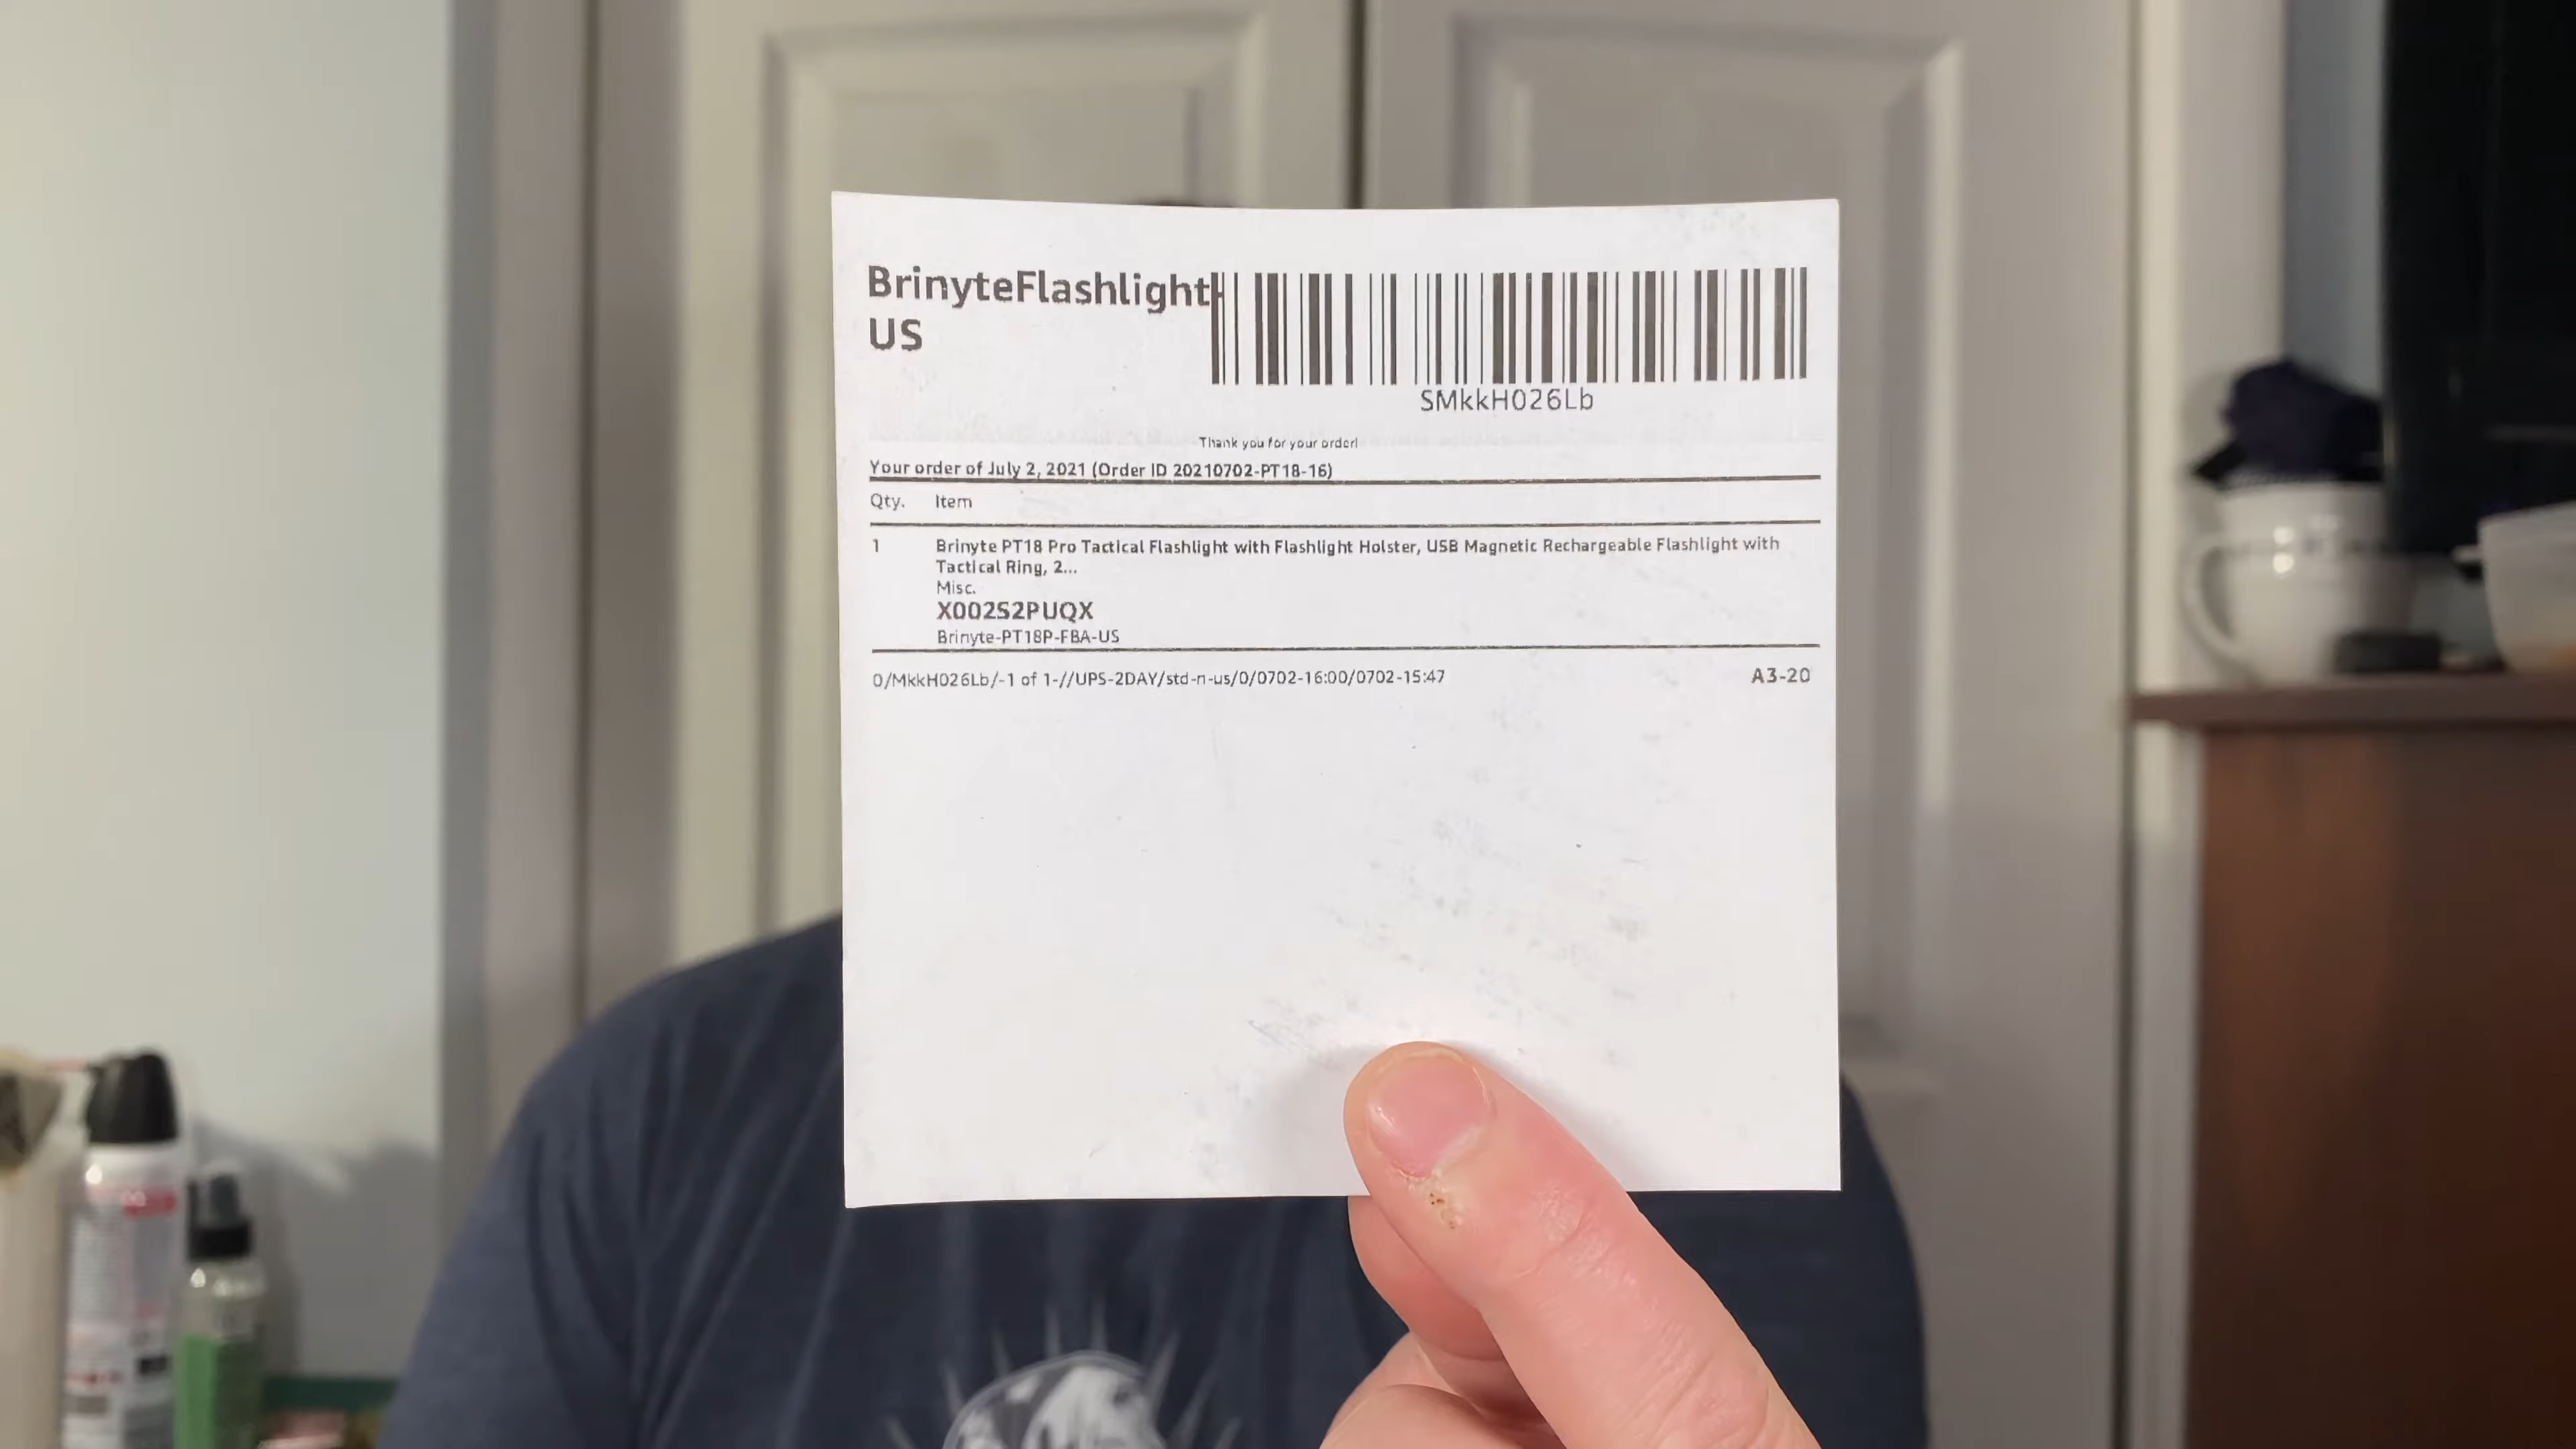 BrinyteFlashlight-
US
SMkkH026Lb
Thank you for your order!
Your order of July 2, 2021 (Order ID 20210702-PT18-16)
Qty. Item
1 Brinyte PT18 Pro Tactical Flashlight with Flashlight Holster, USB Magnetic Rechargeable Flashlight with
Tactical Ring, 2...
Misc.
X002S2PUQX
Brinyte-PT18P-FBA-US
0/MkkH026Lb/-1 of 1-//UPS-2DAY/std-n-us/0/0702-16:00/0702-15:47 A3-20